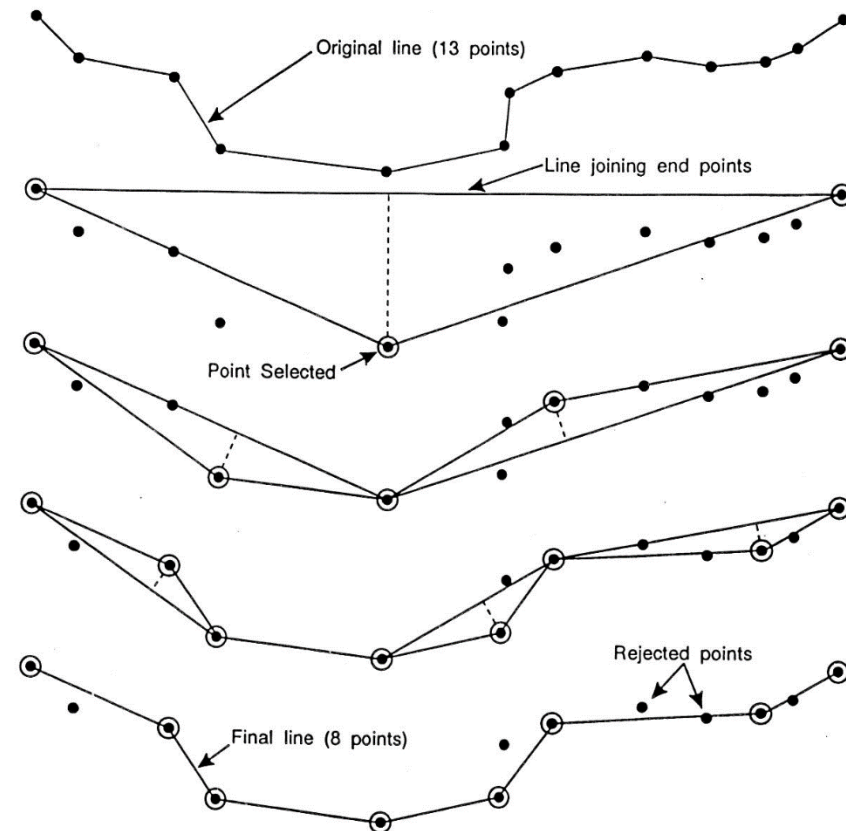 Original line (13 points)
Line joining end points
Point Selected
Rejected points
Final line (8 points)